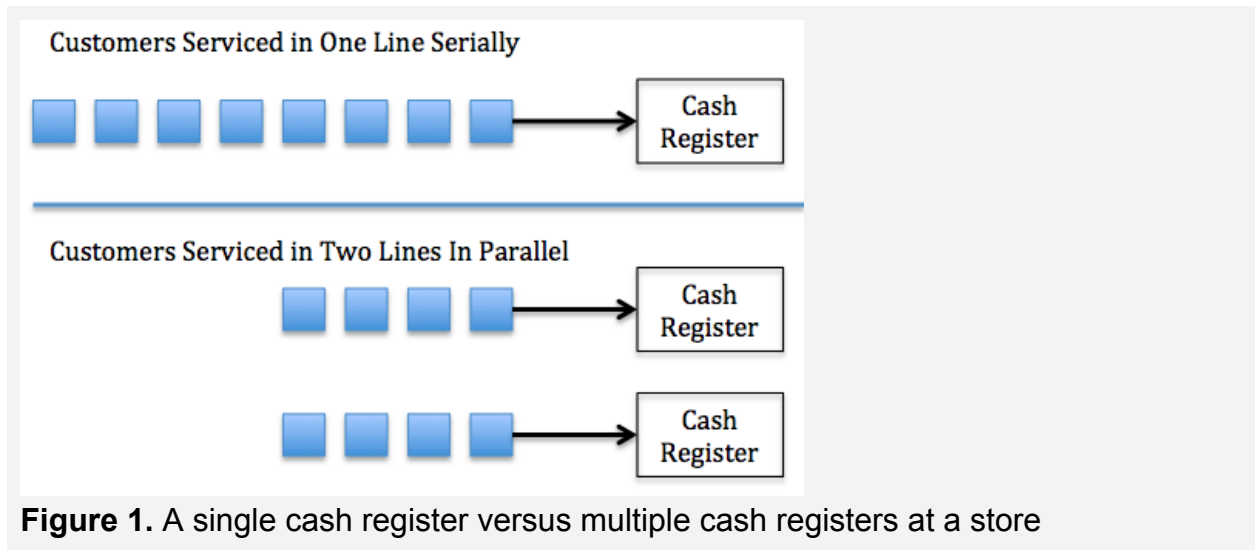 Customers Serviced in One Line Serially
Cash
Register
Customers Serviced in Two Lines In Parallel
Cash
Register
Cash
Register
Figure 1. A single cash register versus multiple cash registers at a store